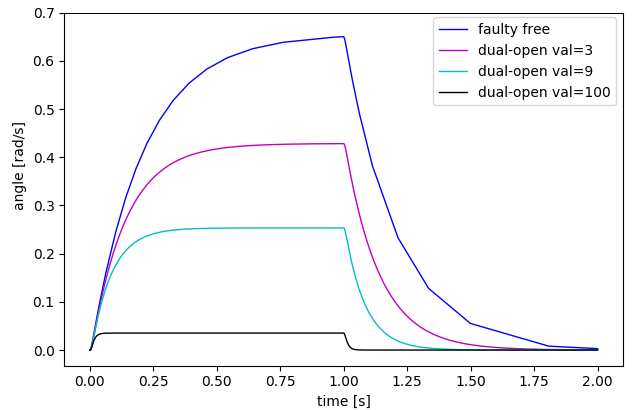 0.7
0.6
0.5
0.4
0.3
0.2
0.1
0.0
angle [rad/s]
faulty free
dual-open val=3
dual-open val=9
dual-open val=100
0.00 0.25 0.50 0.75 1.00 1.25 1.50 1.75 2.00
time [s]